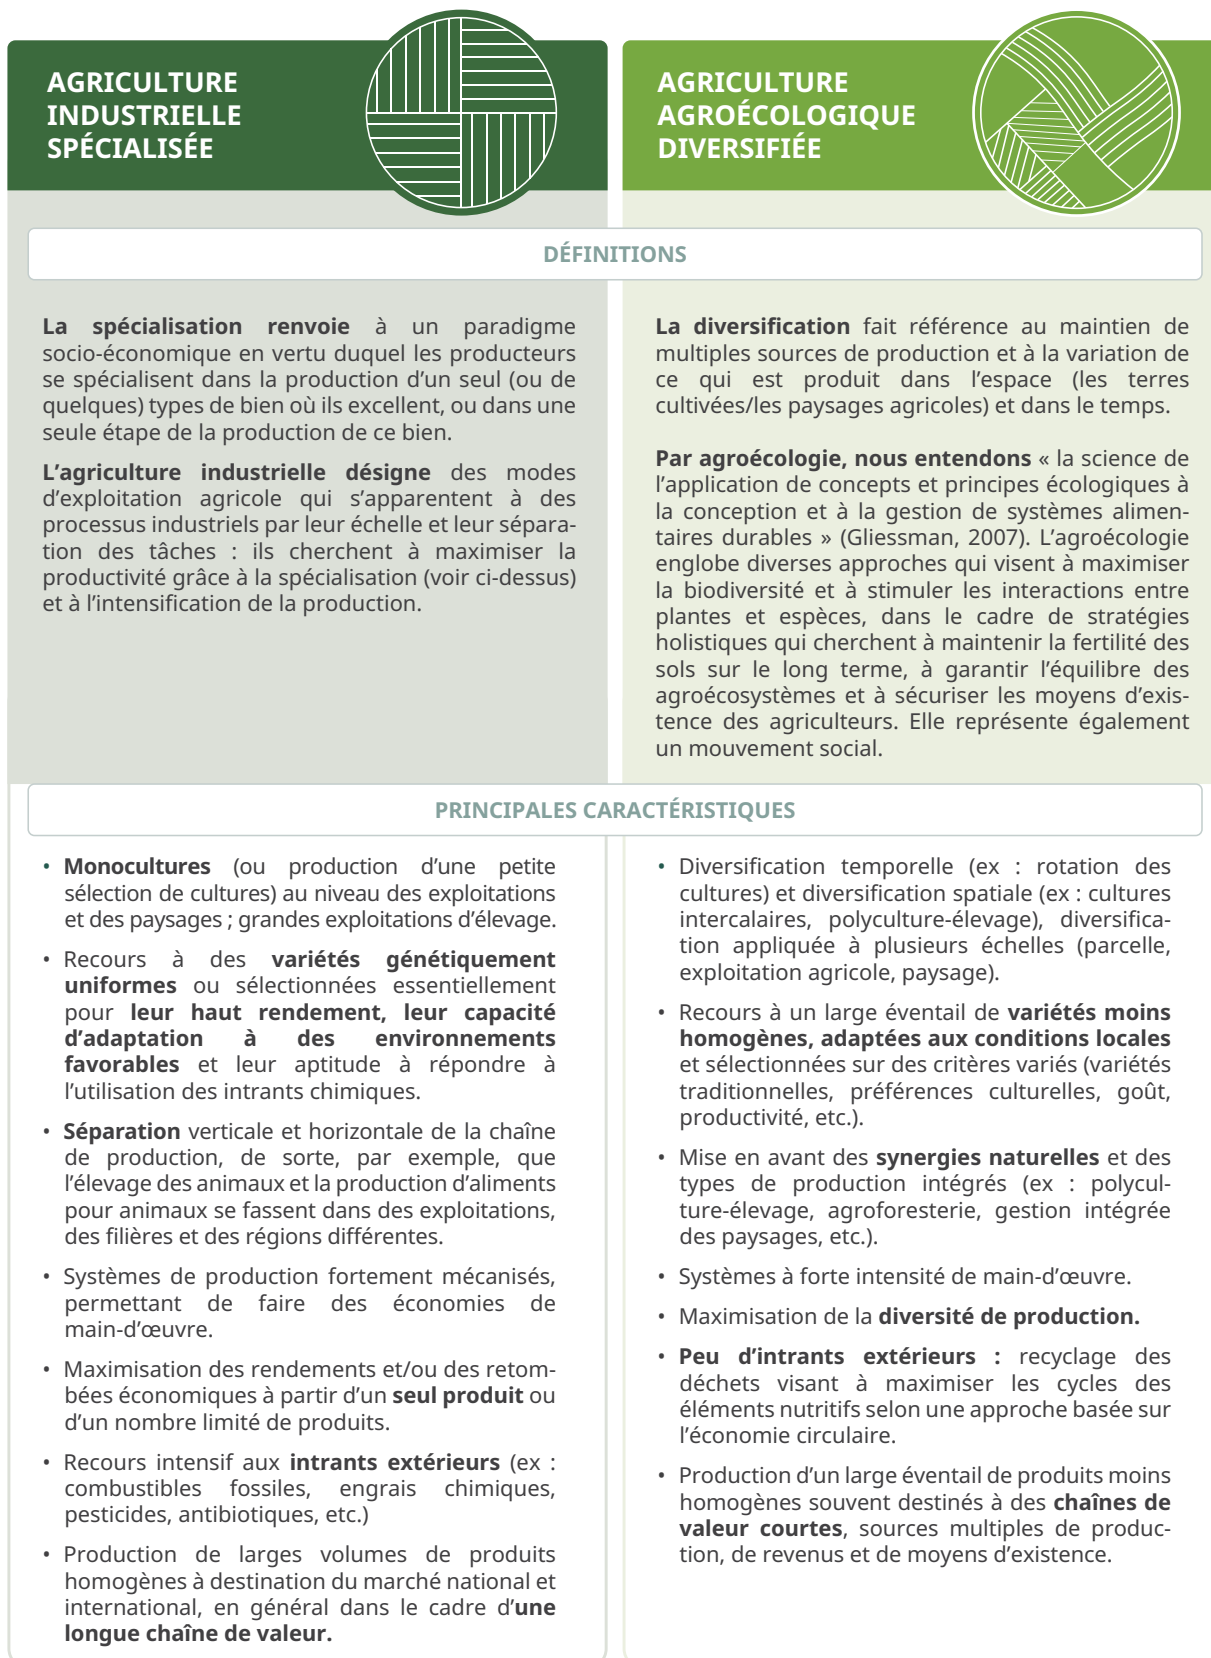 AGRICULTURE
INDUSTRIELLE
SPÉCIALISÉE
AGRICULTURE
AGROÉCOLOGIQUE
DIVERSIFIÉE
DÉFINITIONS
La spécialisation renvoie à un paradigme
socio-économique en vertu duquel les producteurs
se spécialisent dans la production d’un seul (ou de
quelques) types de bien où ils excellent, ou dans une
seule étape de la production de ce bien.
L’agriculture industrielle désigne des modes
d’exploitation agricole qui s’apparentent à des
processus industriels par leur échelle et leur sépara-
tion des tâches : ils cherchent à maximiser la
productivité grâce à la spécialisation (voir ci-dessus)
et à l’intensification de la production.
La diversification fait référence au maintien de
multiples sources de production et à la variation de
ce qui est produit dans l’espace (les terres
cultivées/les paysages agricoles) et dans le temps.
Par agroécologie, nous entendons « la science de
l’application de concepts et principes écologiques à
la conception et à la gestion de systèmes alimen-
taires durables » (Gliessman, 2007). L’agroécologie
englobe diverses approches qui visent à maximiser
la biodiversité et à stimuler les interactions entre
plantes et espèces, dans le cadre de stratégies
holistiques qui cherchent à maintenir la fertilité des
sols sur le long terme, à garantir l’équilibre des
agroécosystèmes et à sécuriser les moyens d’exis-
tence des agriculteurs. Elle représente également
un mouvement social.
PRINCIPALES CARACTÉRISTIQUES
• Monocultures (ou production d’une petite
sélection de cultures) au niveau des exploitations
et des paysages ; grandes exploitations d’élevage.
• Recours à des variétés génétiquement
uniformes ou sélectionnées essentiellement
pour leur haut rendement, leur capacité
d’adaptation à des environnements
favorables et leur aptitude à répondre à
l’utilisation des intrants chimiques.
• Séparation verticale et horizontale de la chaîne
de production, de sorte, par exemple, que
l’élevage des animaux et la production d’aliments
pour animaux se fassent dans des exploitations,
des filières et des régions différentes.
• Systèmes de production fortement mécanisés,
permettant de faire des économies de
main-d’œuvre.
• Maximisation des rendements et/ou des retom-
bées économiques à partir d’un seul produit ou
d’un nombre limité de produits.
• Recours intensif aux intrants extérieurs (ex :
combustibles fossiles, engrais chimiques,
pesticides, antibiotiques, etc.)
• Production de larges volumes de produits
homogènes à destination du marché national et
international, en général dans le cadre d’une
longue chaîne de valeur.
• Diversification temporelle (ex : rotation des
cultures) et diversification spatiale (ex : cultures
intercalaires, polyculture-élevage), diversifica-
tion appliquée à plusieurs échelles (parcelle,
exploitation agricole, paysage).
• Recours à un large éventail de variétés moins
homogènes, adaptées aux conditions locales
et sélectionnées sur des critères variés (variétés
traditionnelles, préférences culturelles, goût,
productivité, etc.).
• Mise en avant des synergies naturelles et des
types de production intégrés (ex : polycul-
ture-élevage, agroforesterie, gestion intégrée
des paysages, etc.).
• Systèmes à forte intensité de main-d’œuvre.
• Maximisation de la diversité de production.
• Peu d’intrants extérieurs : recyclage des
déchets visant à maximiser les cycles des
éléments nutritifs selon une approche basée sur
l’économie circulaire.
• Production d’un large éventail de produits moins
homogènes souvent destinés à des chaînes de
valeur courtes, sources multiples de produc-
tion, de revenus et de moyens d’existence.